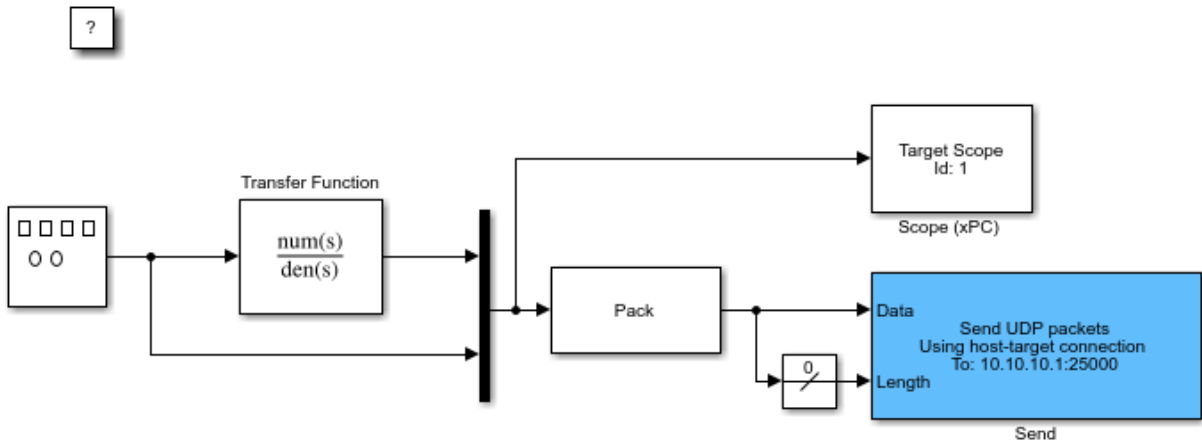 ?
Target Scope
Id: 1
Scope (xPC)
Transfer Function
num(s)
den(s)
Pack
Data
Send UDP packets
Using host-target connection
To: 10.10.10.1:25000
Length
0
Send